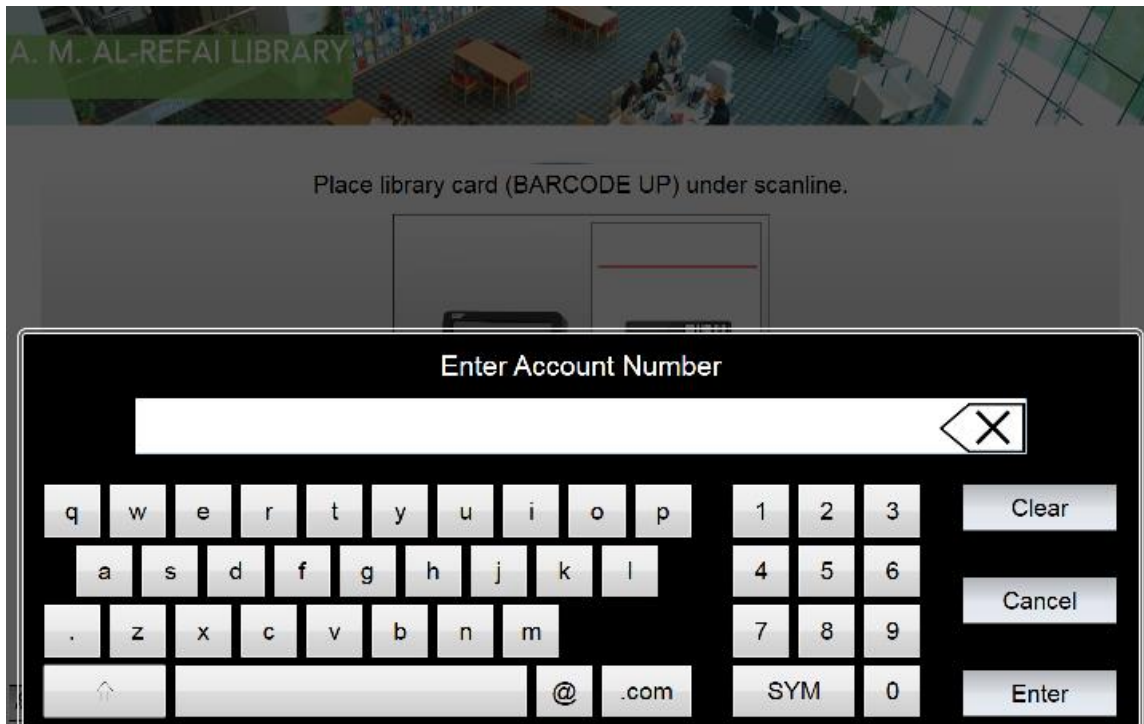 A. M. AL-REFAI LIBRARY
Place library card (BARCODE UP) under scanline.
Enter Account Number
q w e r t y u i o p 1 2 3 Clear
a s d f g h j k l 4 5 6
Cancel
. z x c v b n m 7 8 9
@ .com SYM 0 Enter